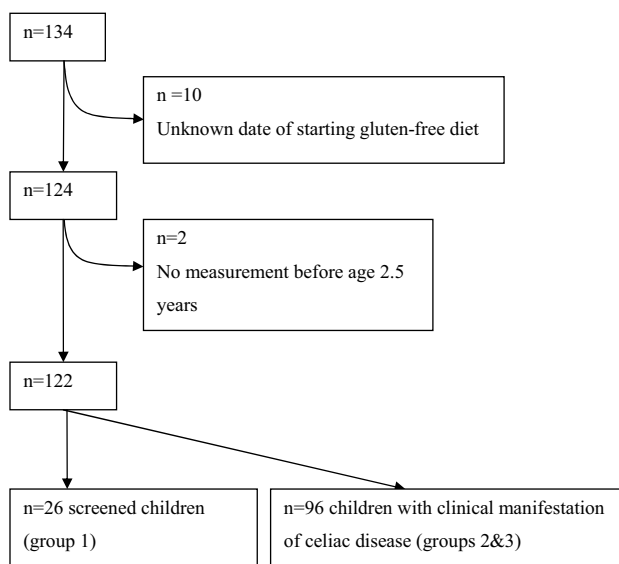 n=134
n =10
Unknown date of starting gluten-free diet
n=124
n=2
No measurement before age 2.5
years
n=122
n=26 screened children
(group 1)
n=96 children with clinical manifestation
of celiac disease (groups 2&3)